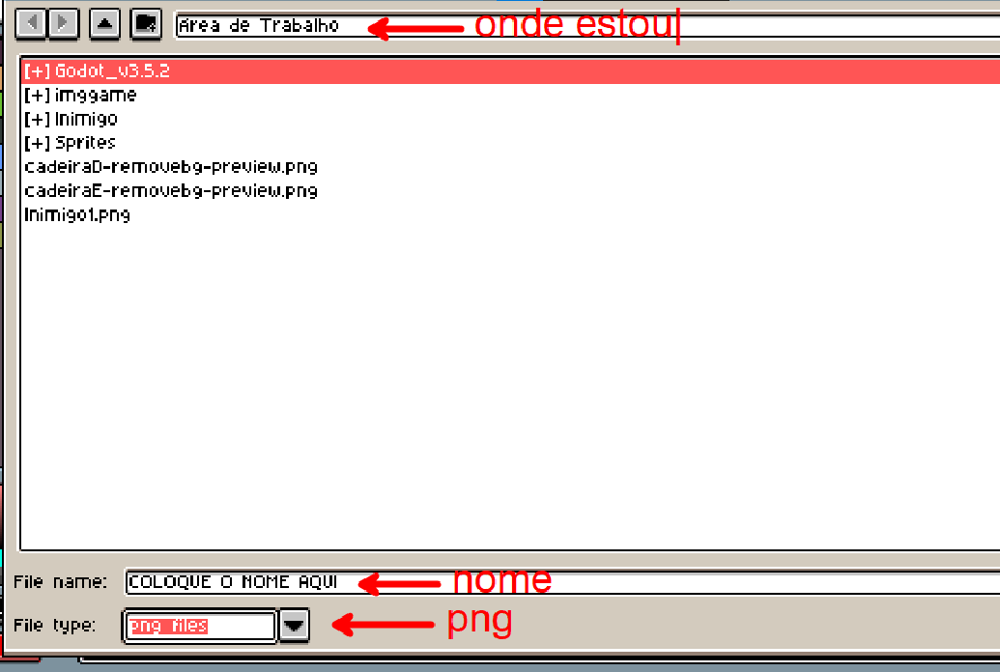 Área de Trabalho onde estou
[+] Godot_v3.5.2
[+] imggame
[+] Inimigo
[+] Sprites
cadeiraD-removebg-preview.png
cadeiraE-removebg-preview.png
Inimigo1.png
File name: COLOQUE O NOME AQUI nome
File type: png files png